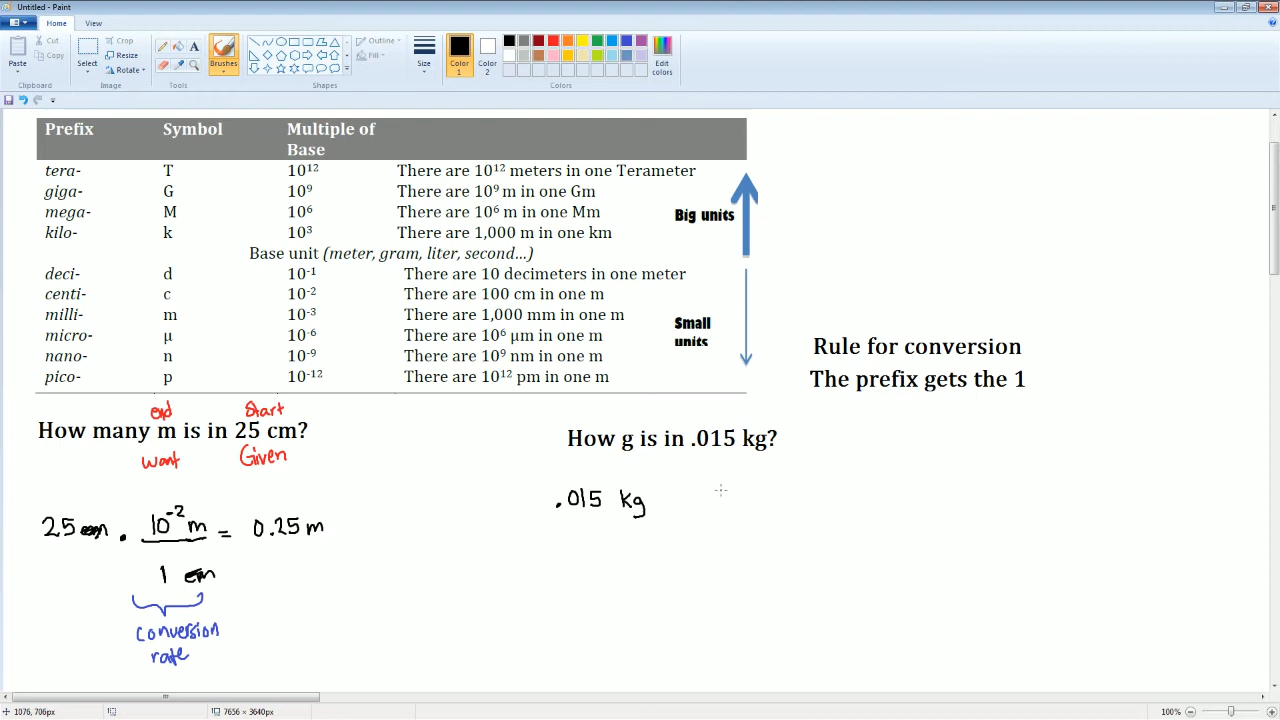 Untitled - Paint
Home View
Paste Cut Copy Select Crop Resize Rotate Brushes Outline Fill Size Color 1 Color 2 Edit colors
Clipboard Image Tools Shapes Colors
Prefix Symbol Multiple of Base
tera- T 10¹² There are 10¹² meters in one Terameter
giga- G 10⁹ There are 10⁹ m in one Gm
mega- M 10⁶ There are 10⁶ m in one Mm
kilo- k 10³ There are 1,000 m in one km
Base unit (meter, gram, liter, second...)
deci- d 10⁻¹ There are 10 decimeters in one meter
centi- c 10⁻² There are 100 cm in one m
milli- m 10⁻³ There are 1,000 mm in one m
micro- μ 10⁻⁶ There are 10⁶ μm in one m
nano- n 10⁻⁹ There are 10⁹ nm in one m
pico- p 10⁻¹² There are 10¹² pm in one m
Big units
Small
units
Rule for conversion
The prefix gets the 1
end start
How many m is in 25 cm?
want Given
25 cm . 10⁻² m = 0.25 m
1 cm
conversion
rate
How g is in .015 kg?
.015 kg
1076, 706px 7656 × 3640px 100%